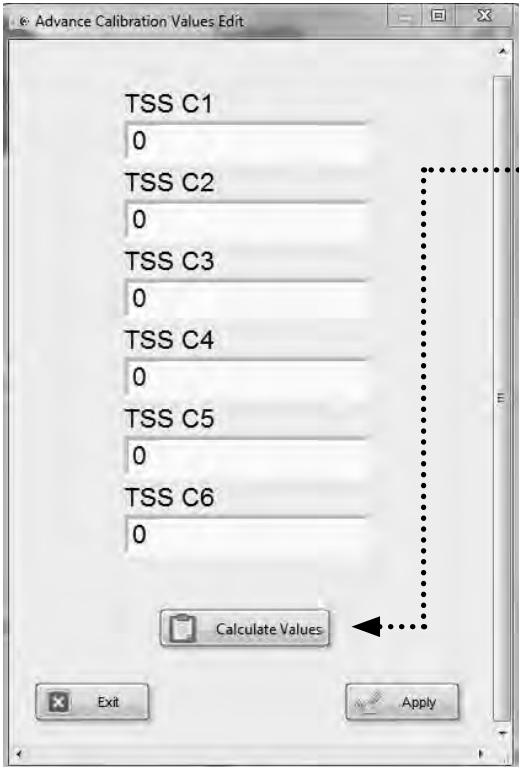 Advance Calibration Values Edit
TSS C1
0
TSS C2
0
TSS C3
0
TSS C4
0
TSS C5
0
TSS C6
0
Calculate Values
Exit
Apply